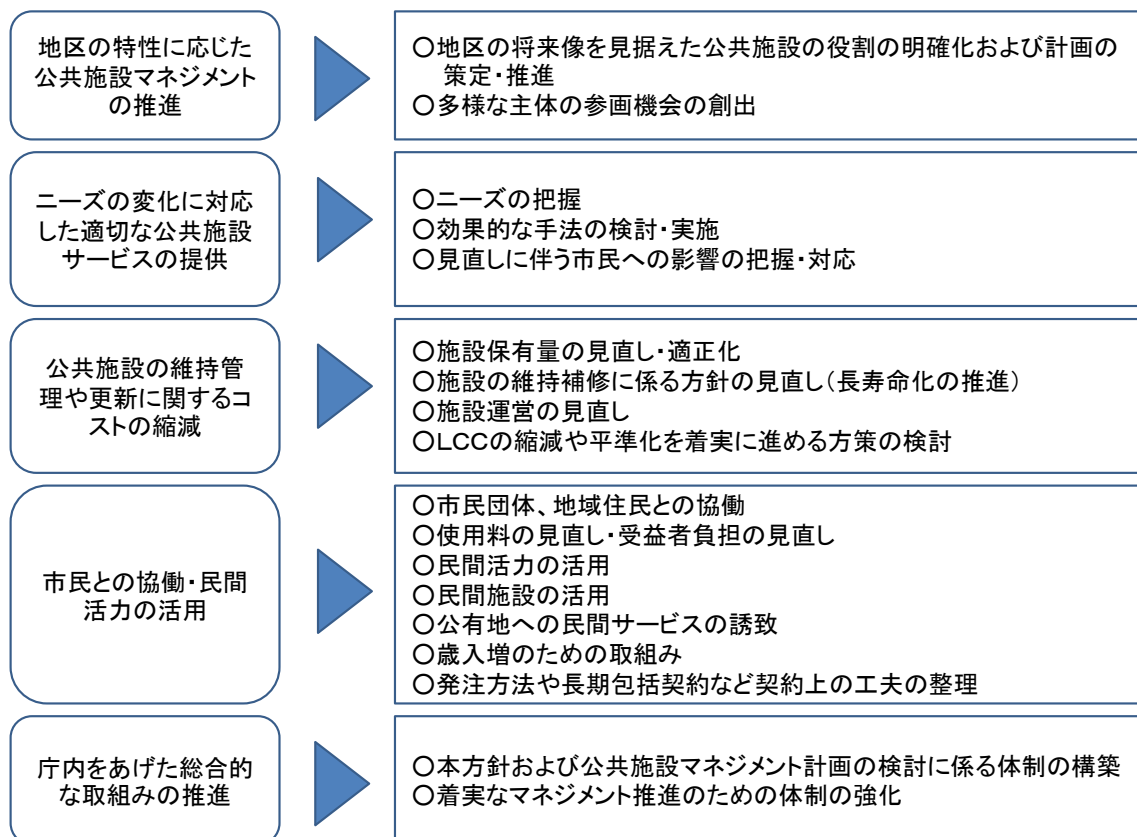 地区の特性に応じた
公共施設マネジメント
の推進
〇地区の将来像を見据えた公共施設の役割の明確化および計画の
策定・推進
〇多様な主体の参画機会の創出
ニーズの変化に対応
した適切な公共施設
サービスの提供
〇ニーズの把握
〇効果的な手法の検討・実施
〇見直しに伴う市民への影響の把握・対応
公共施設の維持管
理や更新に関するコ
ストの縮減
〇施設保有量の見直し・適正化
〇施設の維持補修に係る方針の見直し(長寿命化の推進)
〇施設運営の見直し
〇LCCの縮減や平準化を着実に進める方策の検討
市民との協働・民間
活力の活用
〇市民団体、地域住民との協働
〇使用料の見直し・受益者負担の見直し
〇民間活力の活用
〇民間施設の活用
〇公有地への民間サービスの誘致
〇歳入増のための取組み
〇発注方法や長期包括契約など契約上の工夫の整理
庁内をあげた総合的
な取組みの推進
〇本方針および公共施設マネジメント計画の検討に係る体制の構築
〇着実なマネジメント推進のための体制の強化